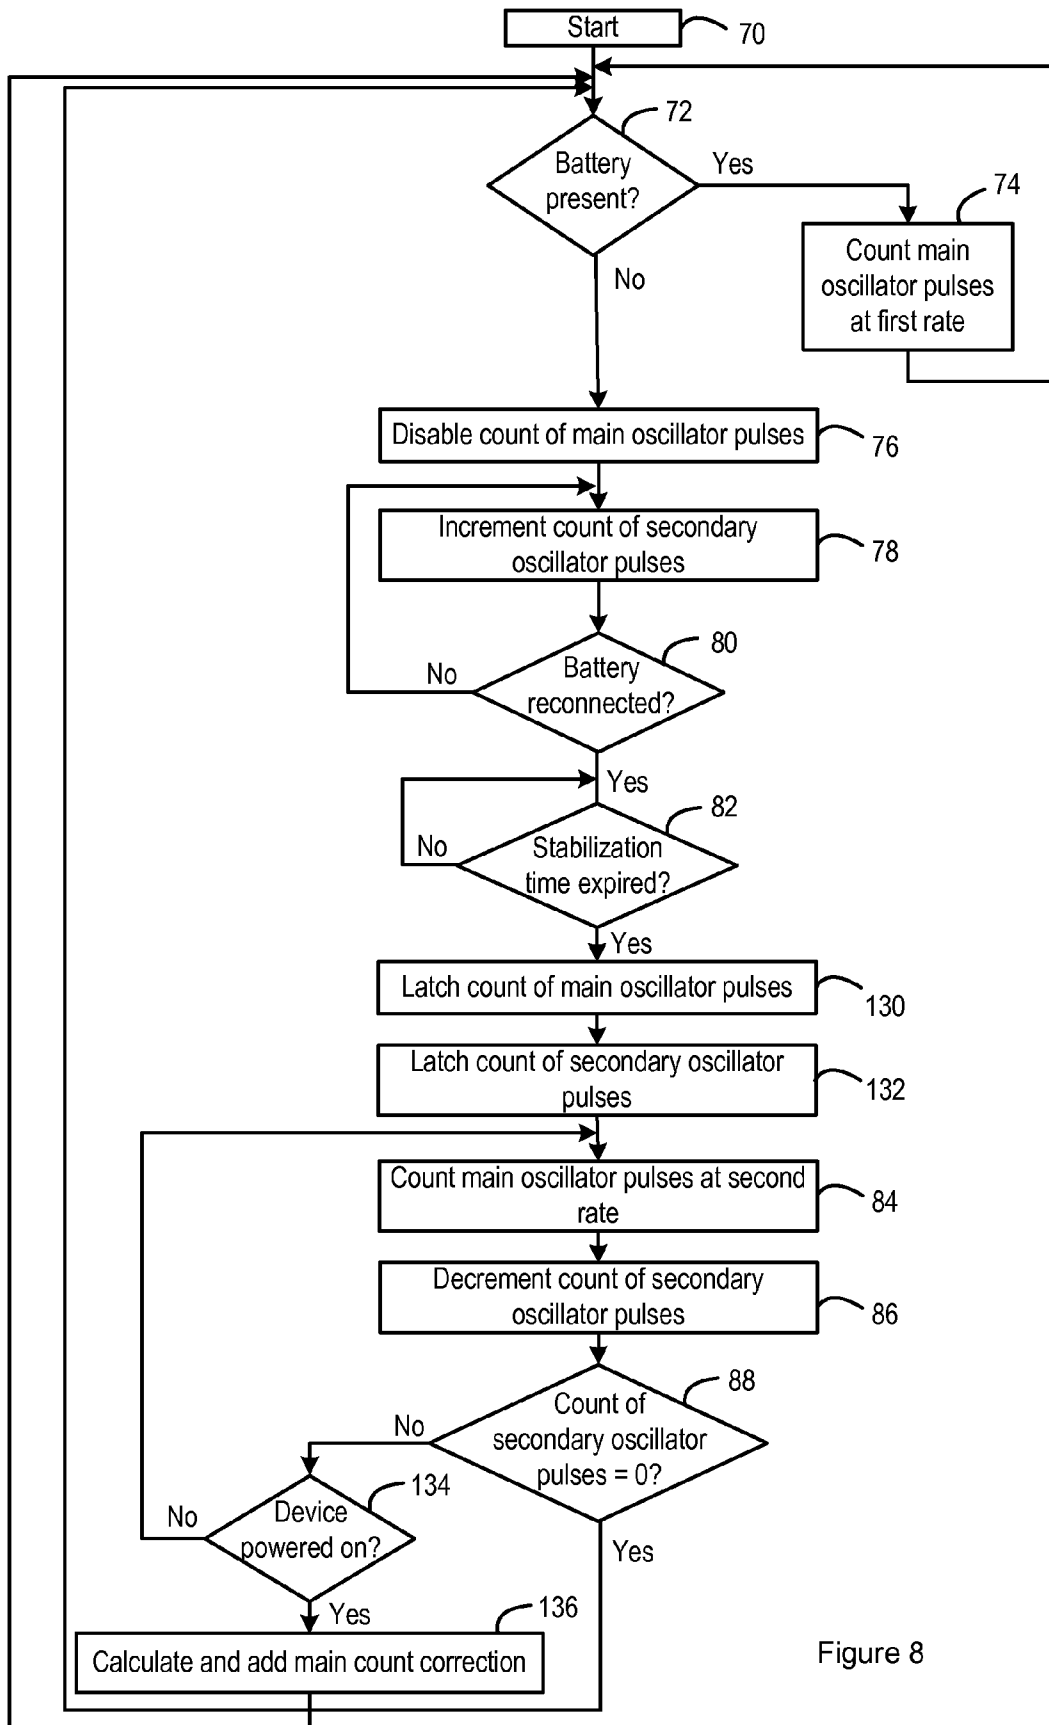 Start
70
72
Battery
present?
Yes
74
Count main
oscillator pulses
at first rate
No
Disable count of main oscillator pulses
76
Increment count of secondary
oscillator pulses
78
80
Battery
reconnected?
No
Yes
82
Stabilization
time expired?
No
Yes
Latch count of main oscillator pulses
130
Latch count of secondary oscillator
pulses
132
Count main oscillator pulses at second
rate
84
Decrement count of secondary
oscillator pulses
86
88
Count of
secondary oscillator
pulses = 0?
No
134
Device
powered on?
No
Yes
Yes
136
Calculate and add main count correction
Figure 8